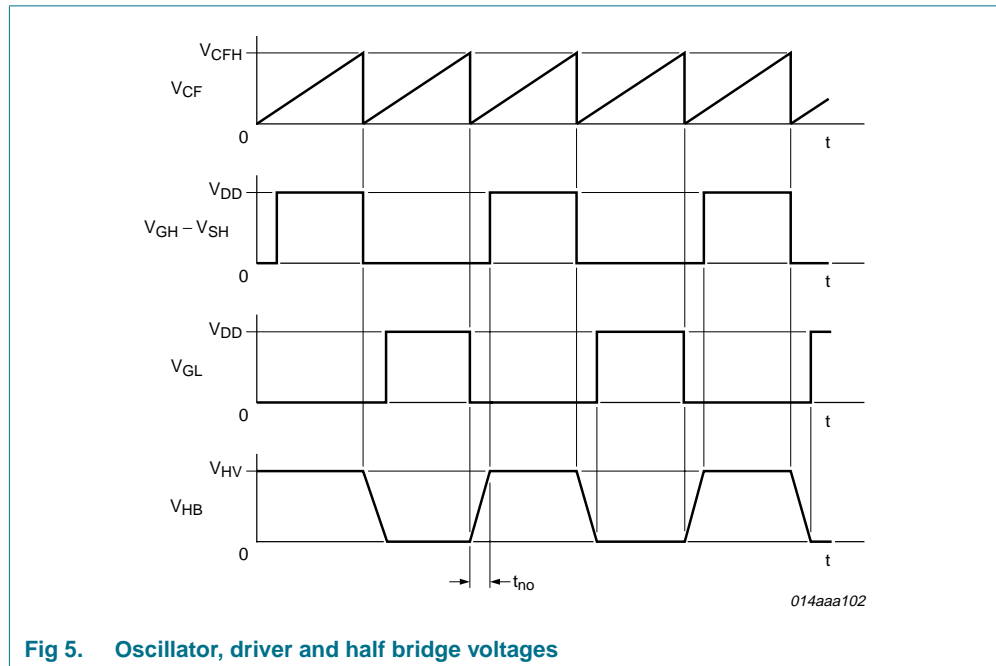 VCFH
VCF
0
t
VDD
VGH − VSH
0
t
VDD
VGL
0
t
VHV
VHB
0
t
tno
014aaa102
Fig 5. Oscillator, driver and half bridge voltages